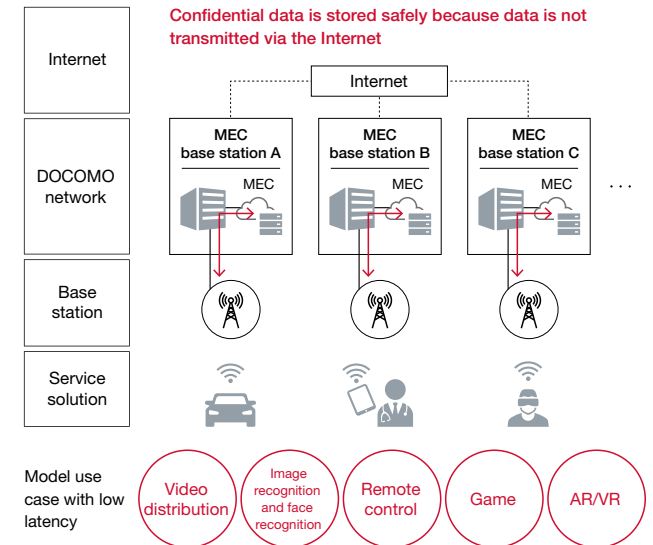 Confidential data is stored safely because data is not
transmitted via the Internet
Internet
Internet
DOCOMO
network
MEC
base station A
MEC
MEC
base station B
MEC
MEC
base station C
MEC
...
Base
station
Service
solution
Model use
case with low
latency
Video
distribution
Image
recognition
and face
recognition
Remote
control
Game
AR/VR